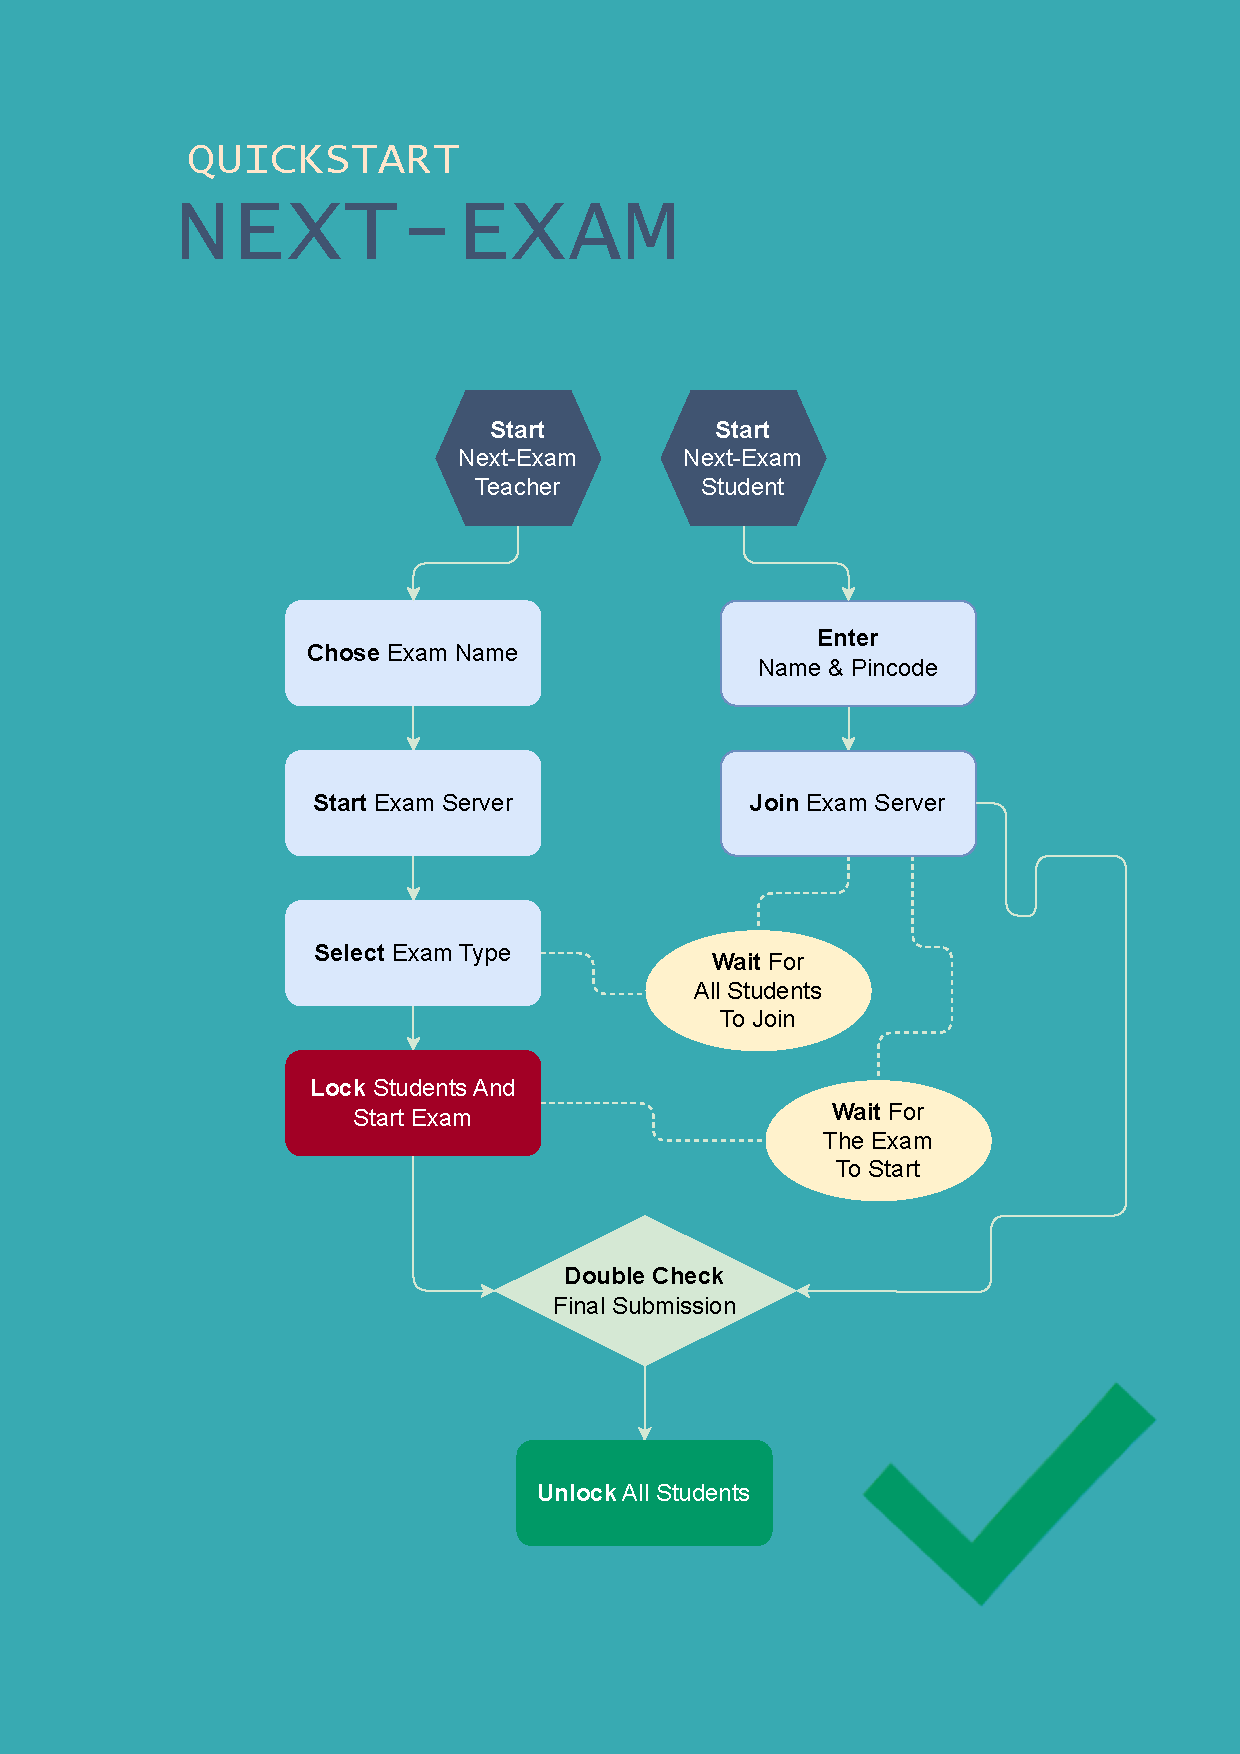 QUICKSTART
NEXT-EXAM
Start
Next-Exam
Teacher
Start
Next-Exam
Student
Chose Exam Name
Enter
Name & Pincode
Start Exam Server
Join Exam Server
Select Exam Type
Wait For
All Students
To Join
Lock Students And
Start Exam
Wait For
The Exam
To Start
Double Check
Final Submission
Unlock All Students